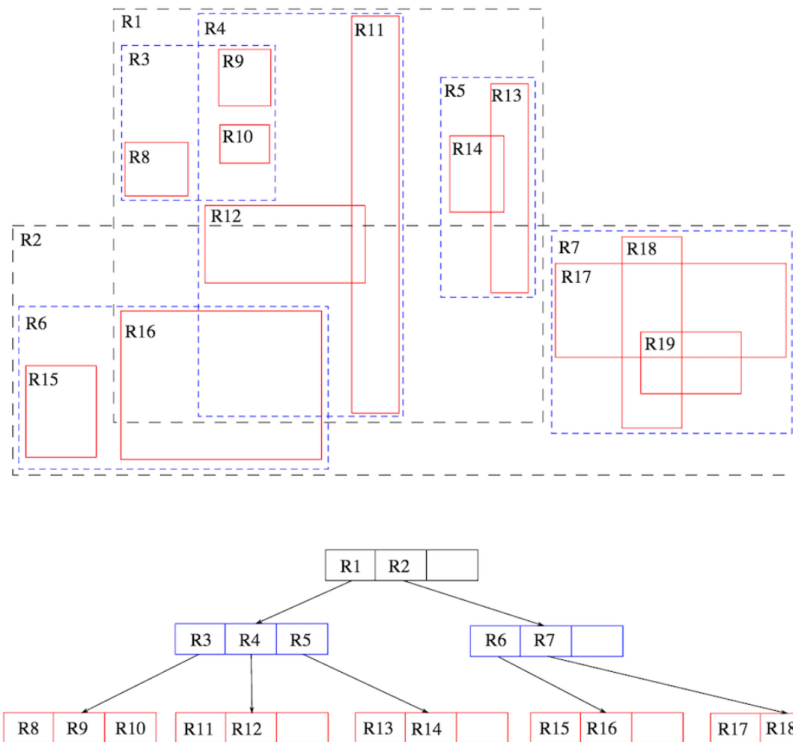 R1
R4
R11
R3
R9
R5
R13
R10
R14
R8
R12
R2
R7
R18
R17
R6
R16
R19
R15
R1 R2
R3 R4 R5
R6 R7
R8 R9 R10
R11 R12
R13 R14
R15 R16
R17 R18